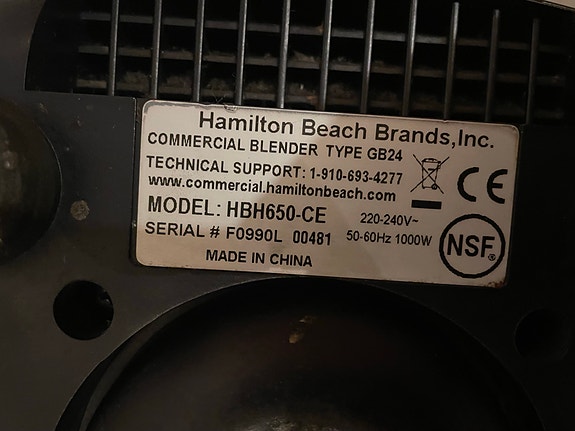 Hamilton Beach Brands,Inc.
COMMERCIAL BLENDER TYPE GB24
TECHNICAL SUPPORT: 1-910-693-4277
www.commercial.hamiltonbeach.com
CE
MODEL: HBH650-CE 220-240V~
SERIAL # F0990L 00481 50-60Hz 1000W
NSF®
MADE IN CHINA